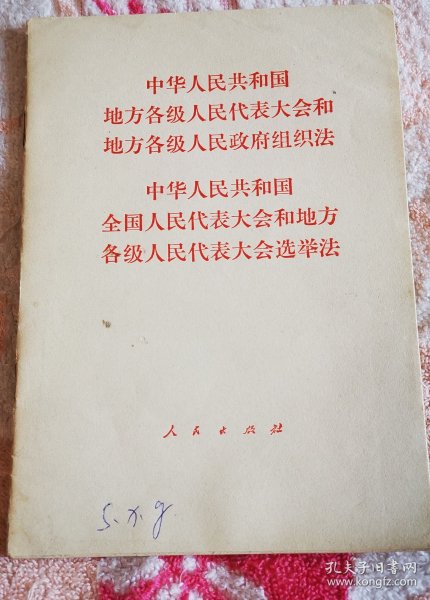 中华人民共和国
地方各级人民代表大会和
地方各级人民政府组织法
中华人民共和国
全国人民代表大会和地方
各级人民代表大会选举法
人民出版社
孔夫子旧书网
www.kongfz.com